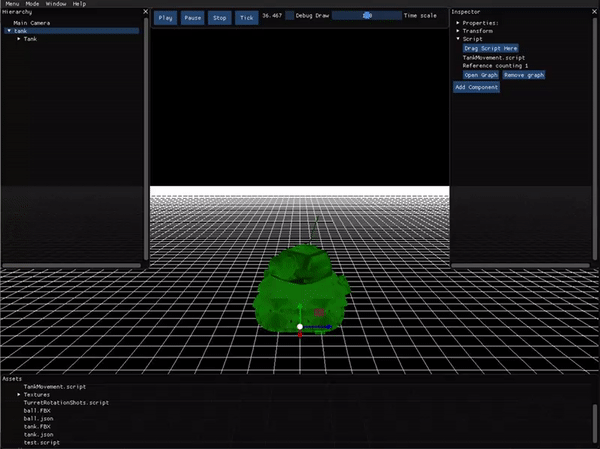 Menu Mode Window Help
Hierarchy
Main Camera
tank
Tank
Play Pause Stop Tick 36.467 Debug Draw Time scale
Inspector
Properties:
Transform
Script
Drag Script Here
TankMovement.script
Reference counting 1
Open Graph Remove graph
Add Component
Assets
TankMovement.script
Textures
TurretRotationShots.script
ball.FBX
ball.json
tank.FBX
tank.json
test.script